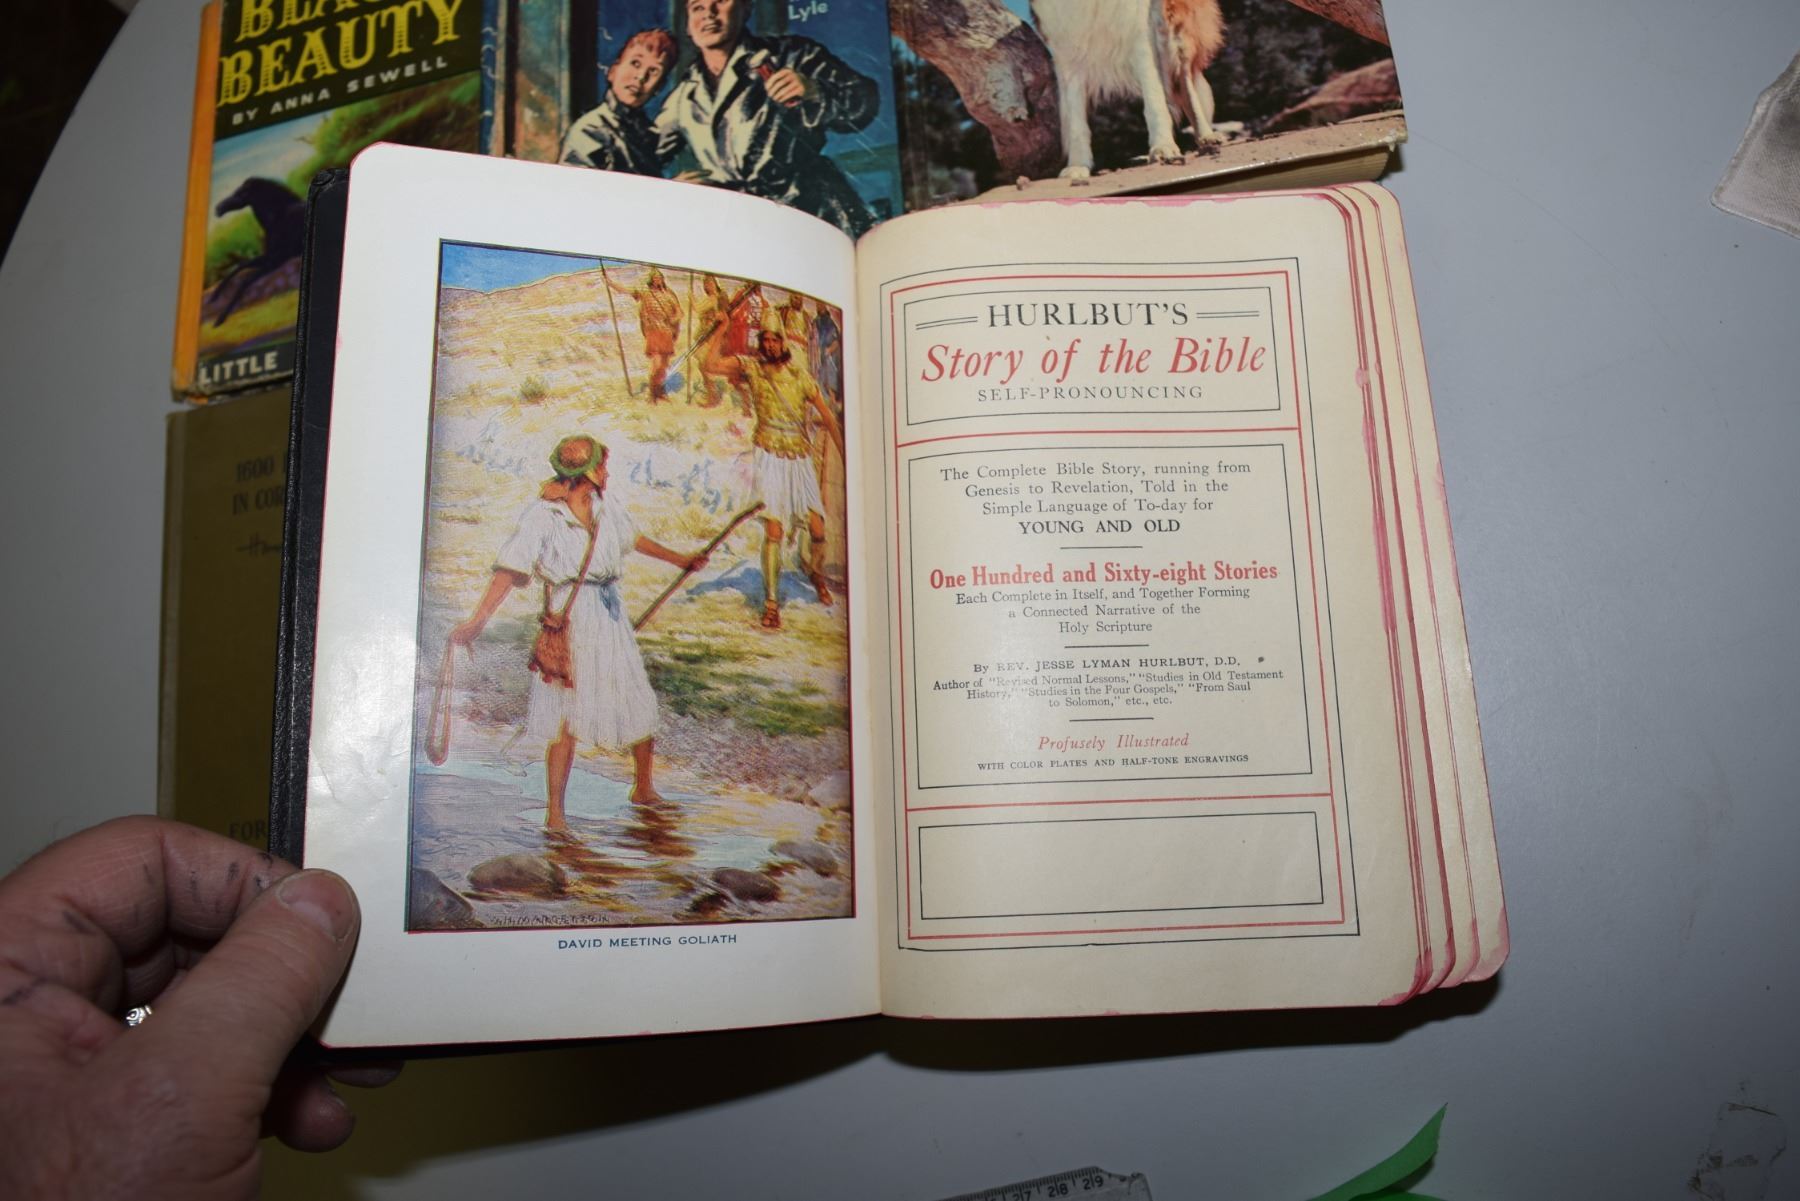 BEAUTY
BY ANNA SEWELL
LITTLE
Lyle
1600
IN COR
FOR
DAVID MEETING GOLIATH
HURLBUT'S
Story of the Bible
SELF-PRONOUNCING
The Complete Bible Story, running from
Genesis to Revelation, Told in the
Simple Language of To-day for
YOUNG AND OLD
One Hundred and Sixty-eight Stories
Each Complete in Itself, and Together Forming
a Connected Narrative of the
Holy Scripture
By REV. JESSE LYMAN HURLBUT, D.D.
Author of "Revised Normal Lessons," "Studies in Old Testament
History," "Studies in the Four Gospels," "From Saul
to Solomon," etc., etc.
Profusely Illustrated
WITH COLOR PLATES AND HALF-TONE ENGRAVINGS
28 29